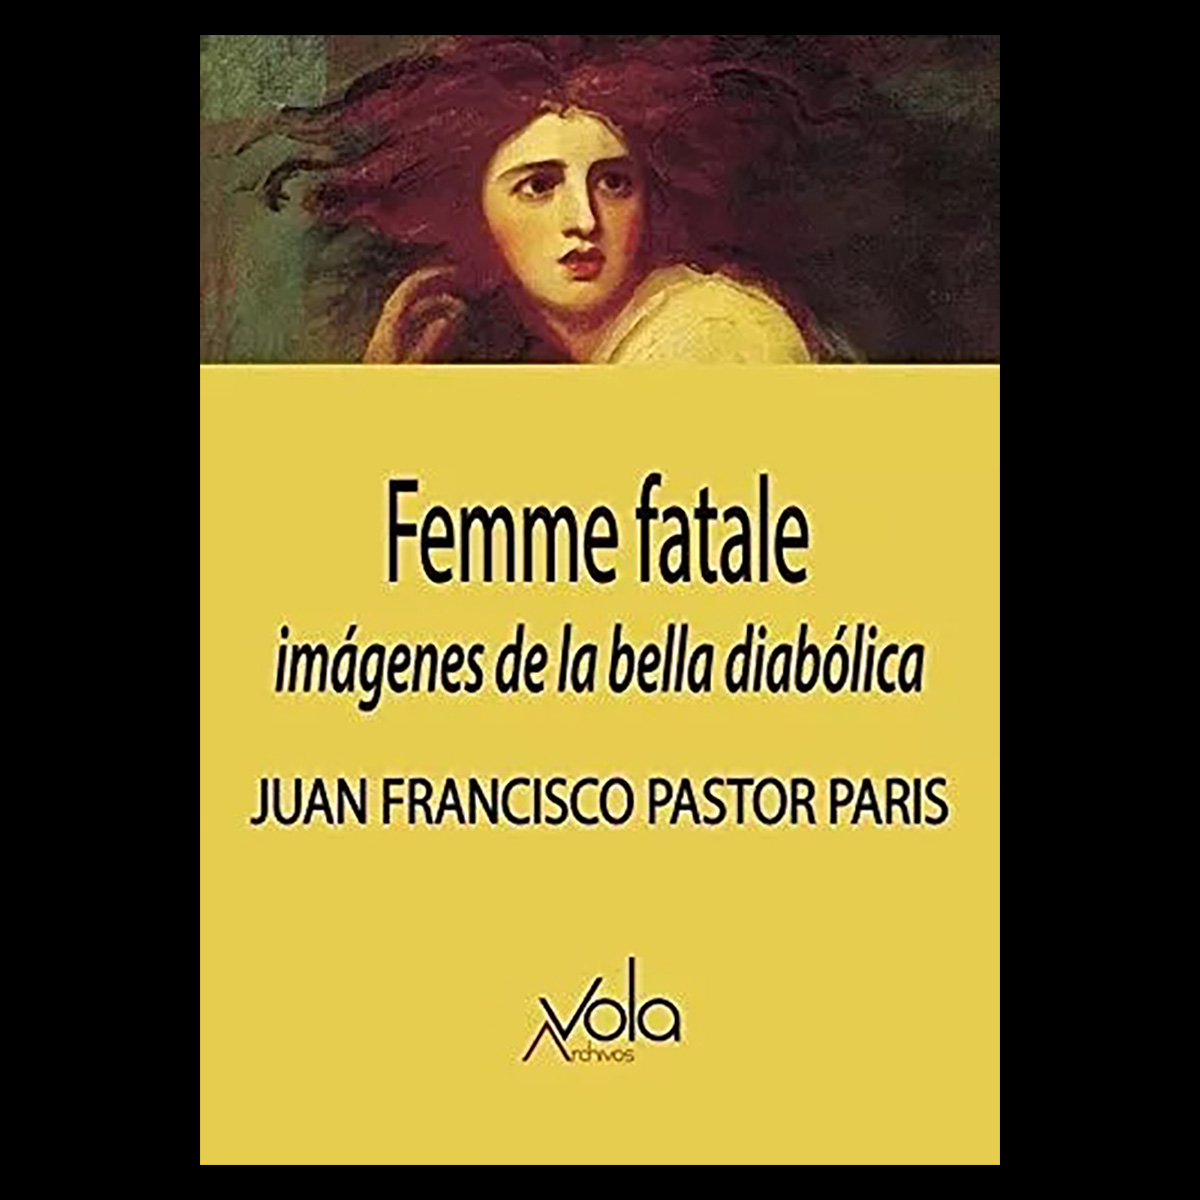 Femme fatale
imágenes de la bella diabólica
JUAN FRANCISCO PASTOR PARIS
Vola
Archivos